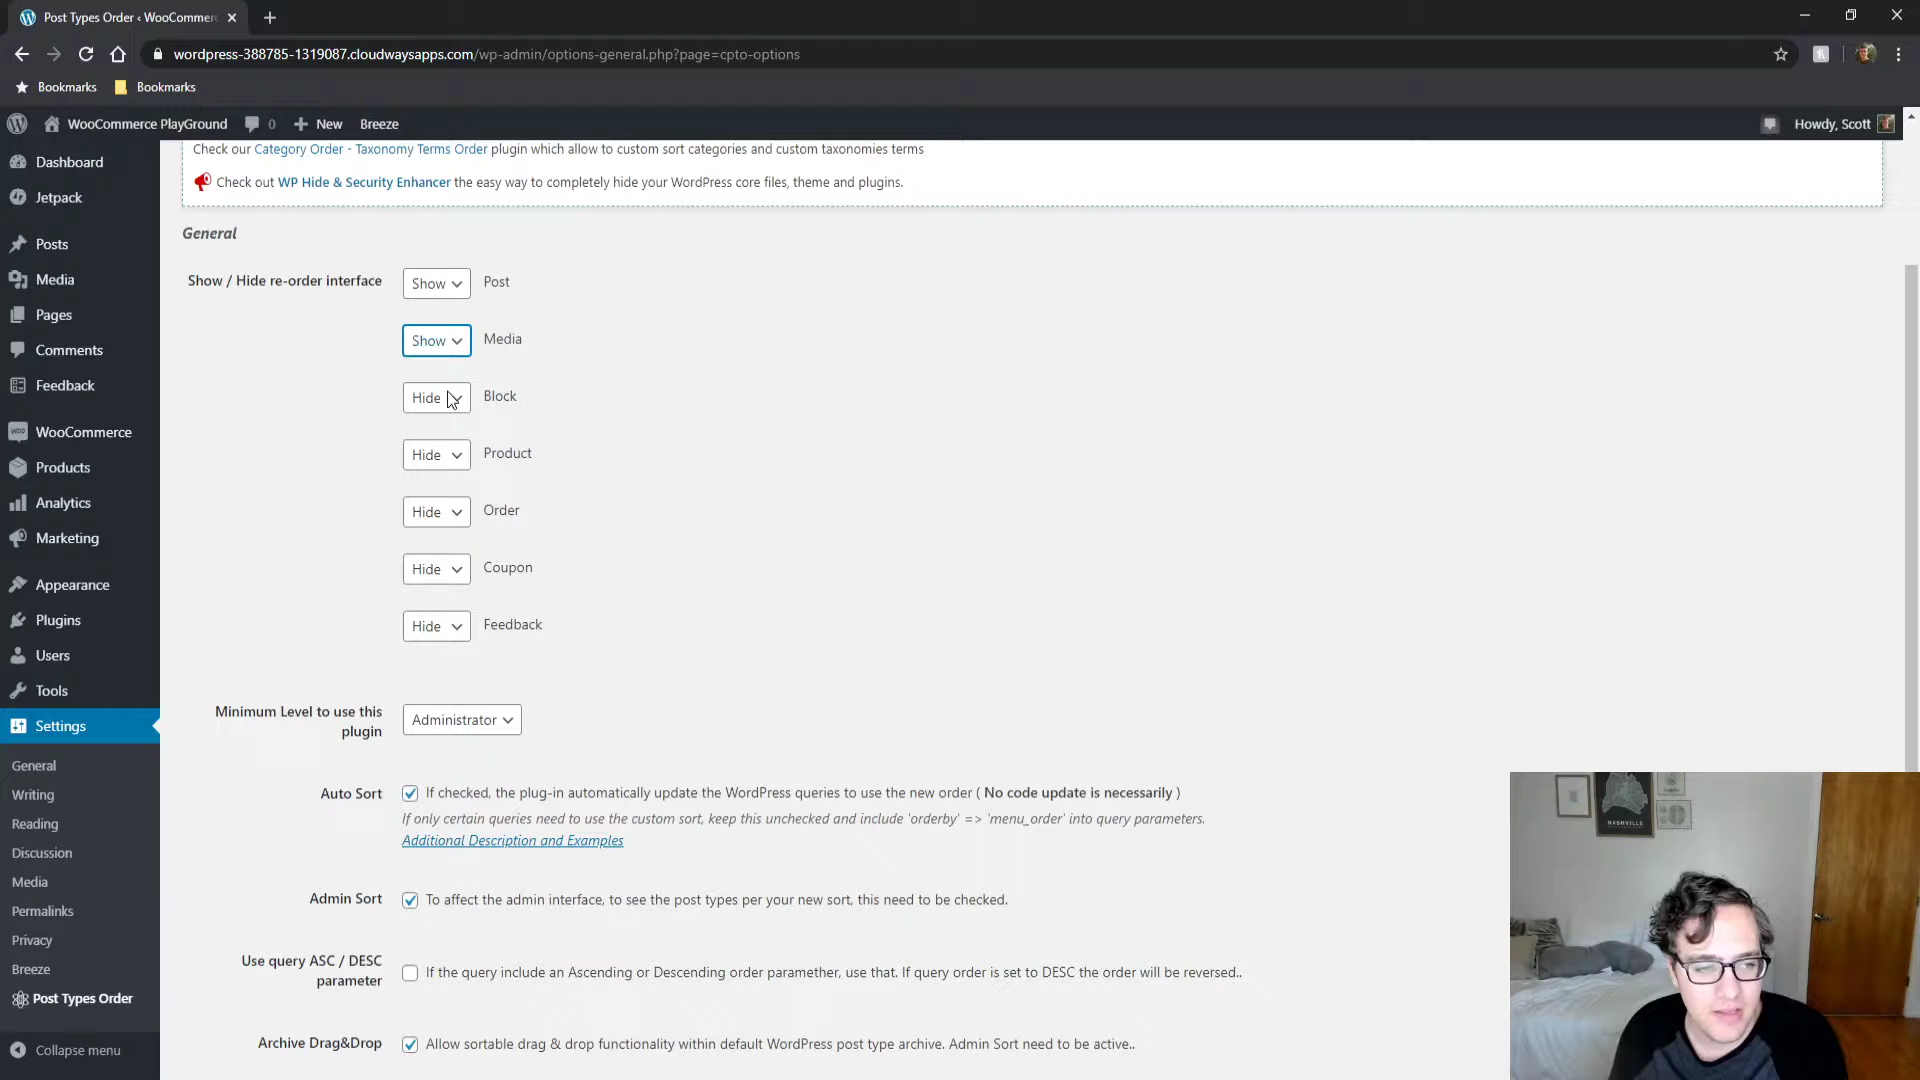 Post Types Order ‹ WooCommerc
wordpress-388785-1319087.cloudwaysapps.com/wp-admin/options-general.php?page=cpto-options
Bookmarks Bookmarks
WooCommerce PlayGround 0 New Breeze Howdy, Scott
Dashboard
Jetpack
Posts
Media
Pages
Comments
Feedback
WooCommerce
Products
Analytics
Marketing
Appearance
Plugins
Users
Tools
Settings
General
Writing
Reading
Discussion
Media
Permalinks
Privacy
Breeze
Post Types Order
Collapse menu
Check our Category Order - Taxonomy Terms Order plugin which allow to custom sort categories and custom taxonomies terms
Check out WP Hide & Security Enhancer the easy way to completely hide your WordPress core files, theme and plugins.
General
Show / Hide re-order interface Show Post
Show Media
Hide Block
Hide Product
Hide Order
Hide Coupon
Hide Feedback
Minimum Level to use this
plugin
Administrator
Auto Sort If checked, the plug-in automatically update the WordPress queries to use the new order ( No code update is necessarily )
If only certain queries need to use the custom sort, keep this unchecked and include 'orderby' => 'menu_order' into query parameters.
Additional Description and Examples
Admin Sort To affect the admin interface, to see the post types per your new sort, this need to be checked.
Use query ASC / DESC
parameter
If the query include an Ascending or Descending order paramether, use that. If query order is set to DESC the order will be reversed..
Archive Drag&Drop Allow sortable drag & drop functionality within default WordPress post type archive. Admin Sort need to be active..
NASHVILLE